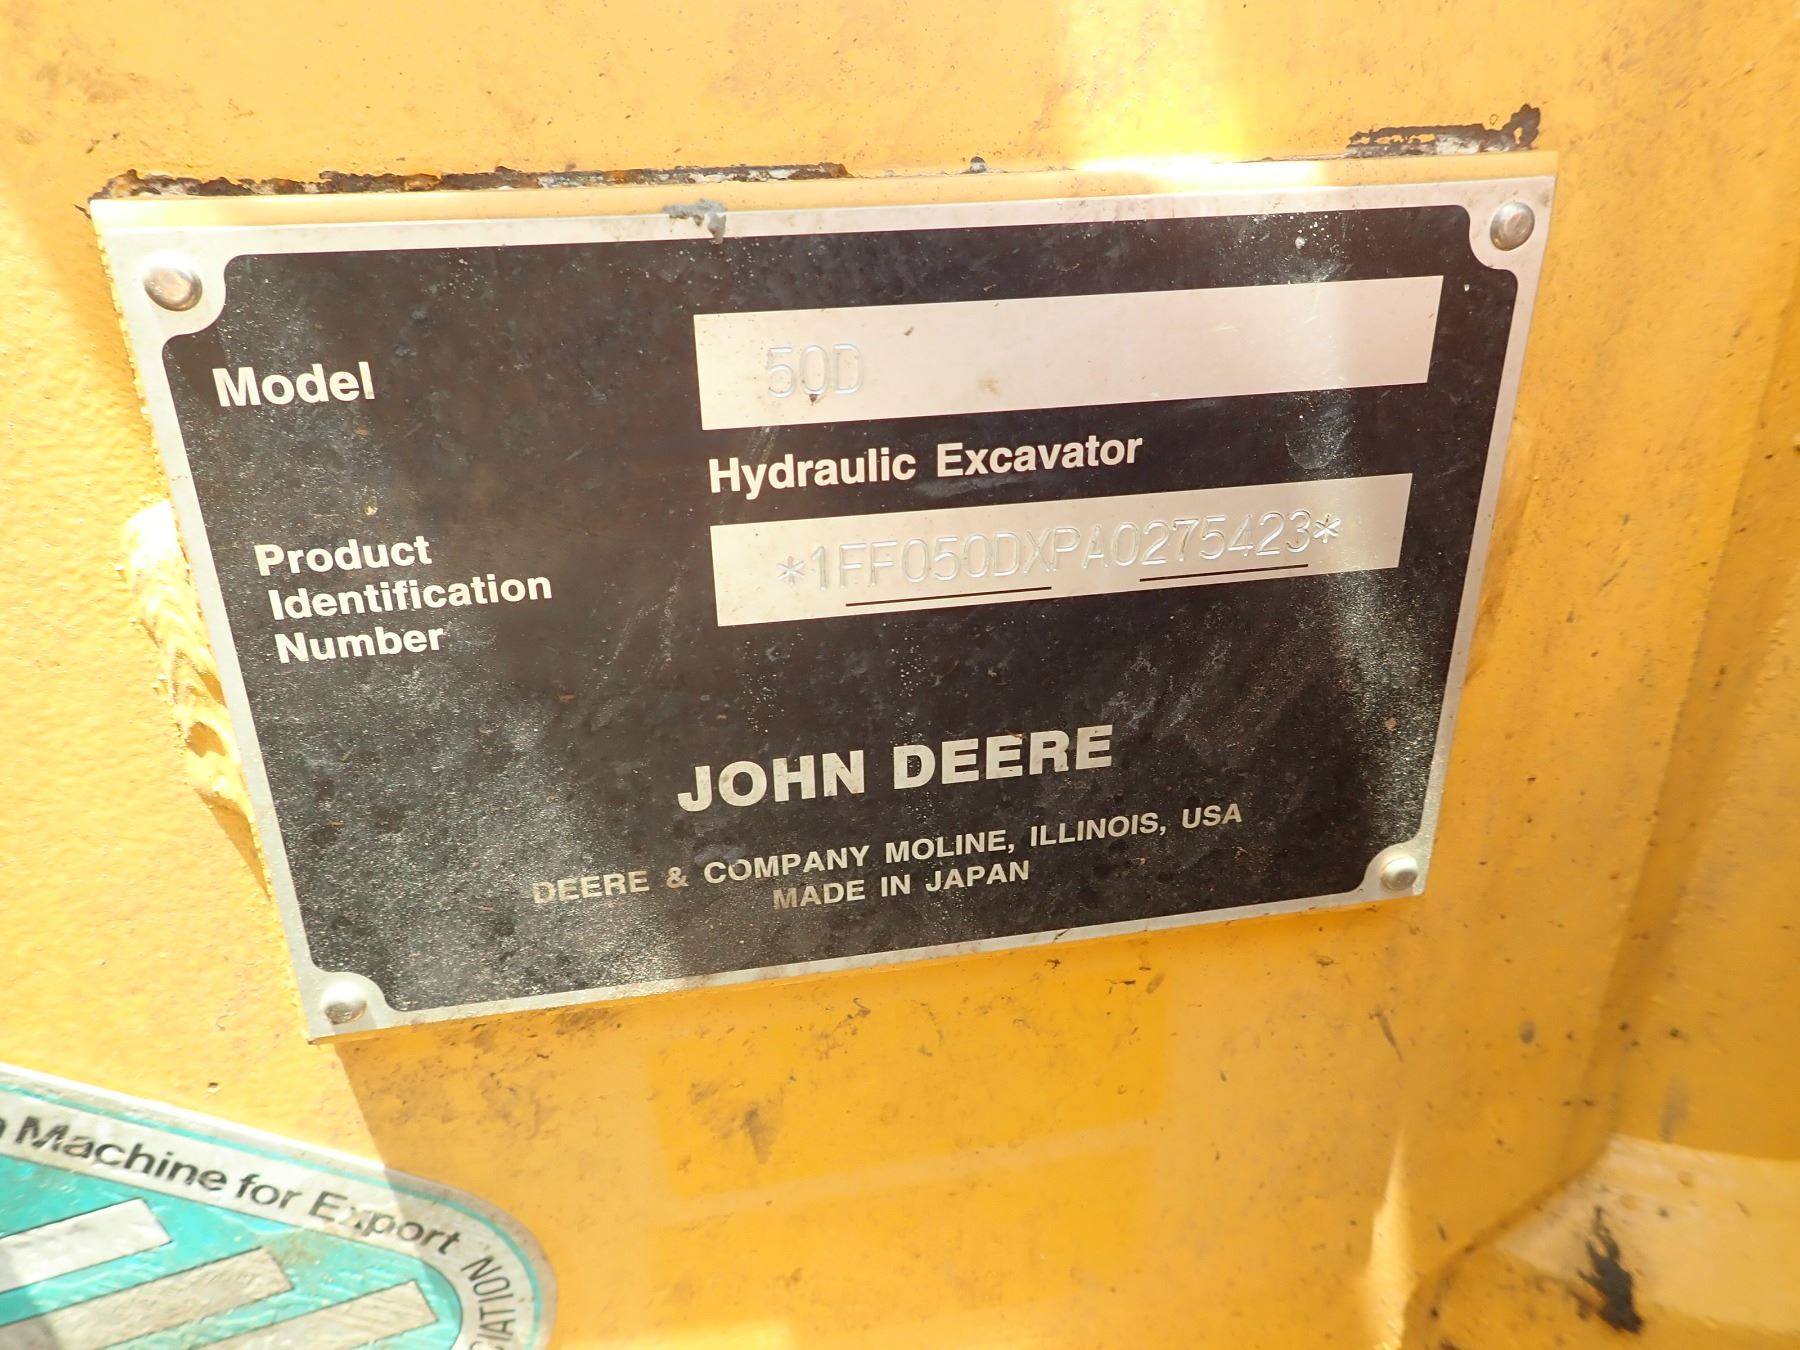 Model
50D
Hydraulic Excavator
Product
Identification
Number
*1FF050DXPA0275423*
JOHN DEERE
DEERE & COMPANY MOLINE, ILLINOIS, USA
MADE IN JAPAN
Machine for Export